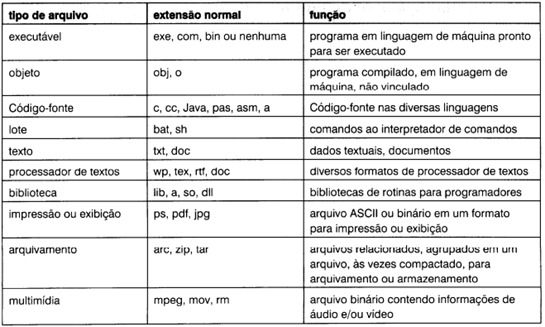 tipo de arquivo extensão normal função
executável exe, com, bin ou nenhuma programa em linguagem de máquina pronto
para ser executado
objeto obj, o programa compilado, em linguagem de
máquina, não vinculado
Código-fonte c, cc, Java, pas, asm, a Código-fonte nas diversas linguagens
lote bat, sh comandos ao interpretador de comandos
texto txt, doc dados textuais, documentos
processador de textos wp, tex, rtf, doc diversos formatos de processador de textos
biblioteca lib, a, so, dll bibliotecas de rotinas para programadores
impressão ou exibição ps, pdf, jpg arquivo ASCII ou binário em um formato
para impressão ou exibição
arquivamento arc, zip, tar arquivos relacionados, agrupados em um
arquivo, às vezes compactado, para
arquivamento ou armazenamento
multimídia mpeg, mov, rm arquivo binário contendo informações de
áudio e/ou vídeo